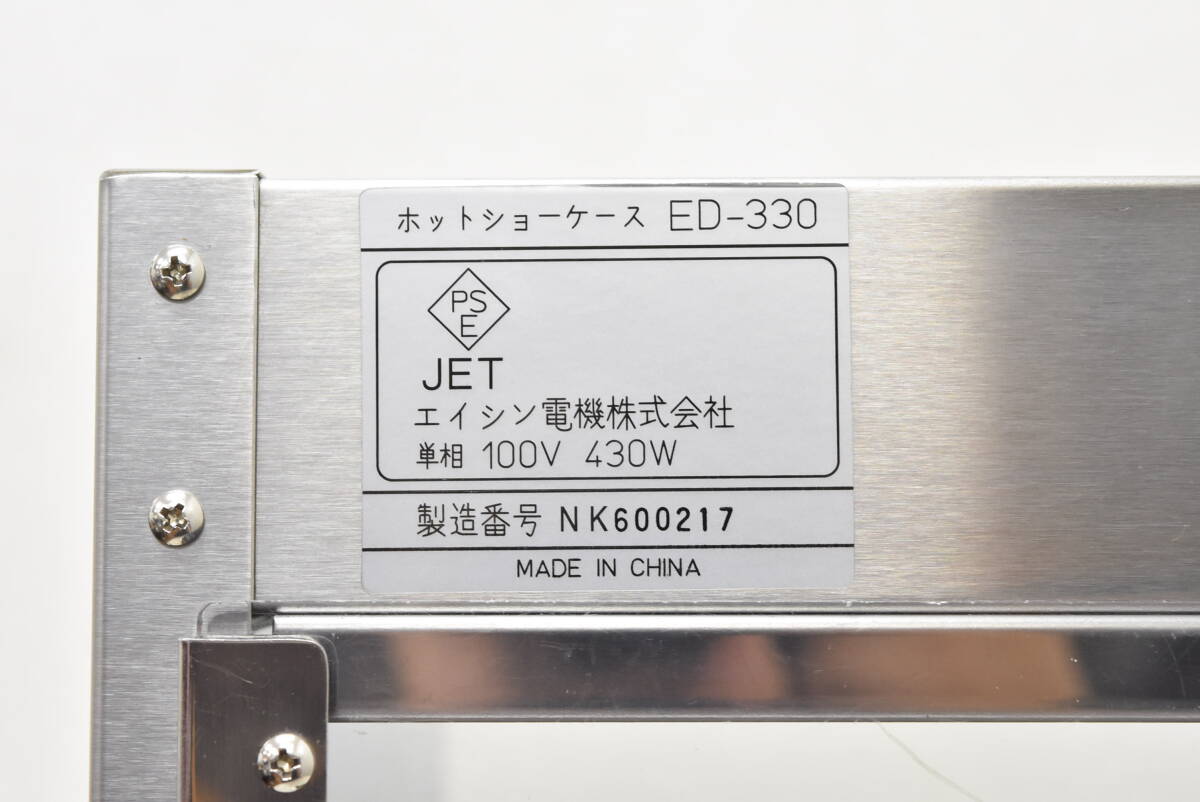 ホットショーケース ED-330
PS
E
JET
エイシン電機株式会社
単相 100V 430W
製造番号 NK600217
MADE IN CHINA